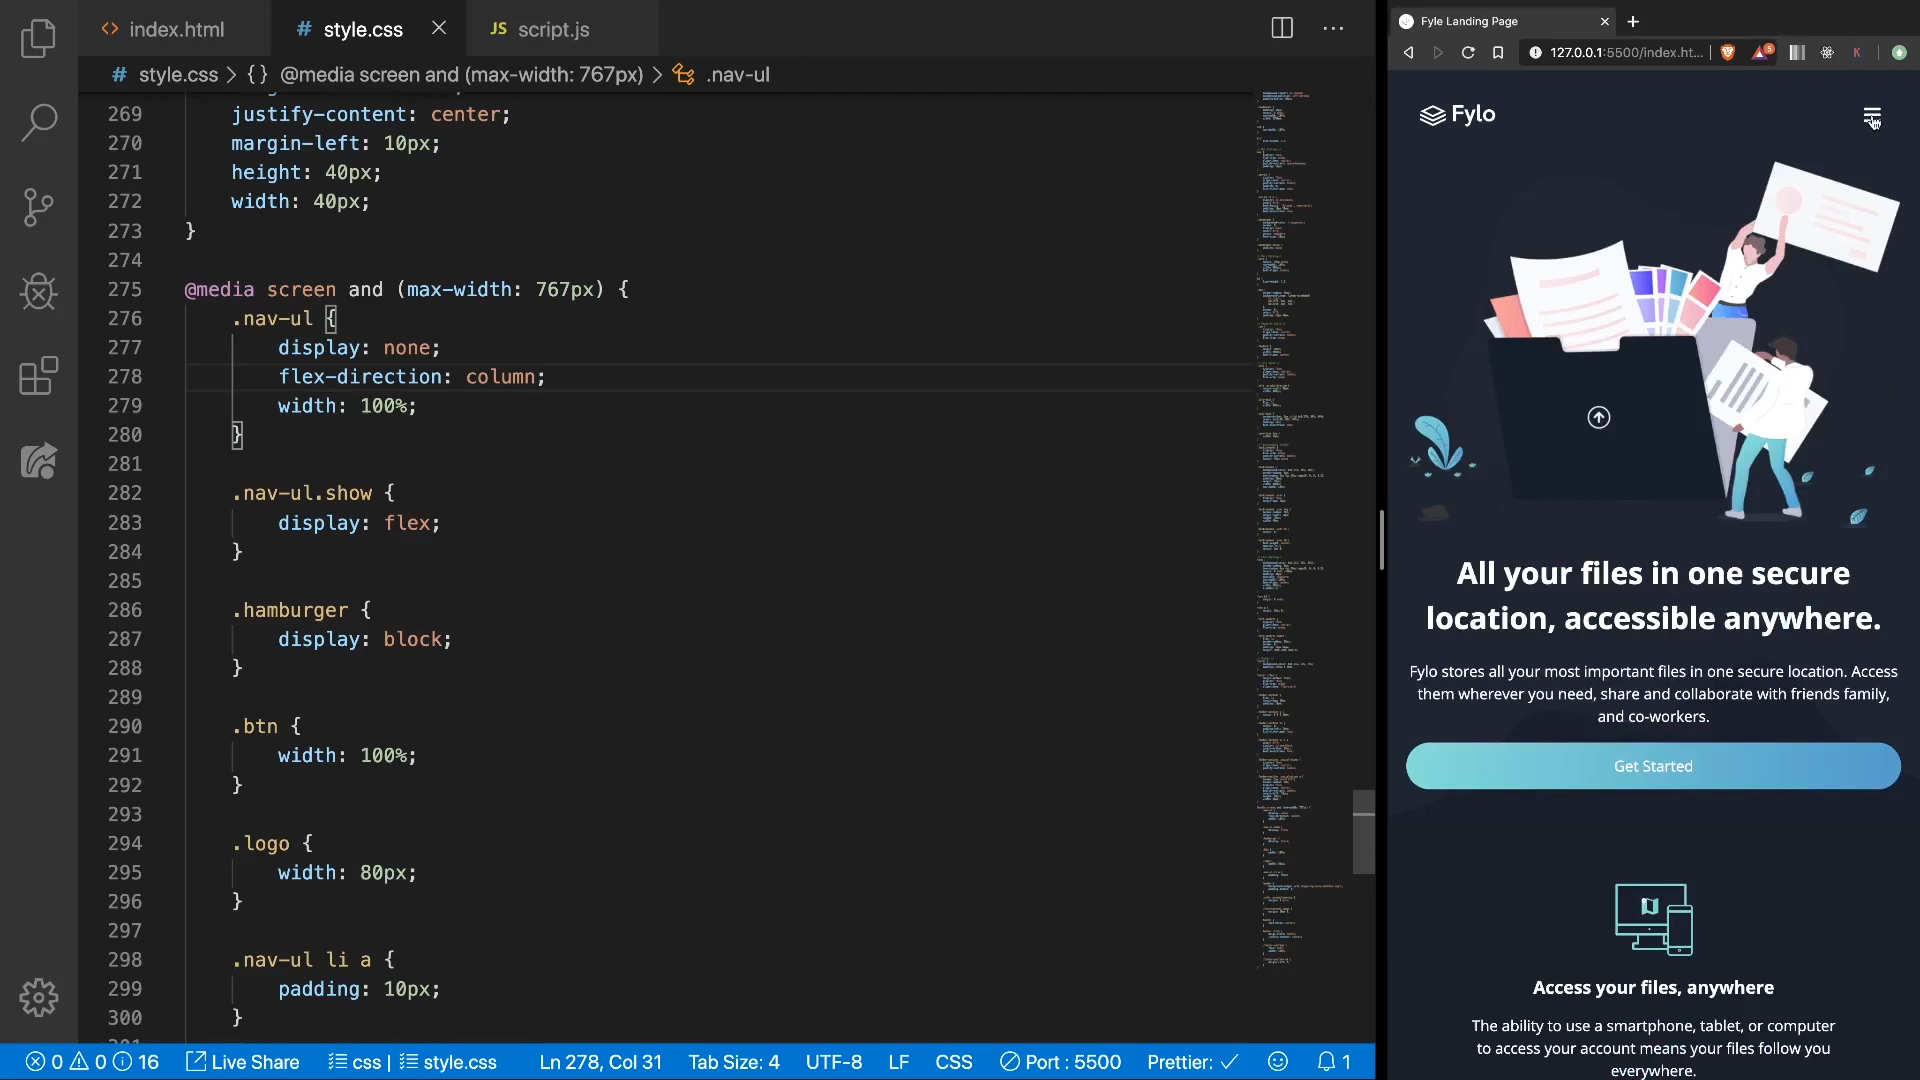 index.html
# style.css
JS script.js
# style.css > {} @media screen and (max-width: 767px) > .nav-ul
269 justify-content: center;
270 margin-left: 10px;
271 height: 40px;
272 width: 40px;
273 }
274
275 @media screen and (max-width: 767px) {
276 .nav-ul {
277 display: none;
278 flex-direction: column;
279 width: 100%;
280 }
281
282 .nav-ul.show {
283 display: flex;
284 }
285
286 .hamburger {
287 display: block;
288 }
289
290 .btn {
291 width: 100%;
292 }
293
294 .logo {
295 width: 80px;
296 }
297
298 .nav-ul li a {
299 padding: 10px;
300 }
0 0 16 Live Share css | style.css Ln 278, Col 31 Tab Size: 4 UTF-8 LF CSS Port : 5500 Prettier: ✓ 1
Fyle Landing Page
127.0.0.1:5500/index.ht...
5
K
Fylo
All your files in one secure
location, accessible anywhere.
Fylo stores all your most important files in one secure location. Access
them wherever you need, share and collaborate with friends family,
and co-workers.
Get Started
Access your files, anywhere
The ability to use a smartphone, tablet, or computer
to access your account means your files follow you
everywhere.